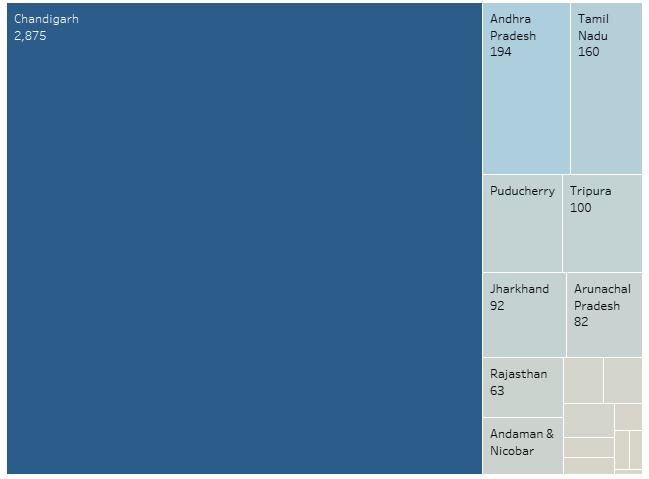 Chandigarh
2,875
Andhra
Pradesh
194
Tamil
Nadu
160
Puducherry
Tripura
100
Jharkhand
92
Arunachal
Pradesh
82
Rajasthan
63
Andaman &
Nicobar